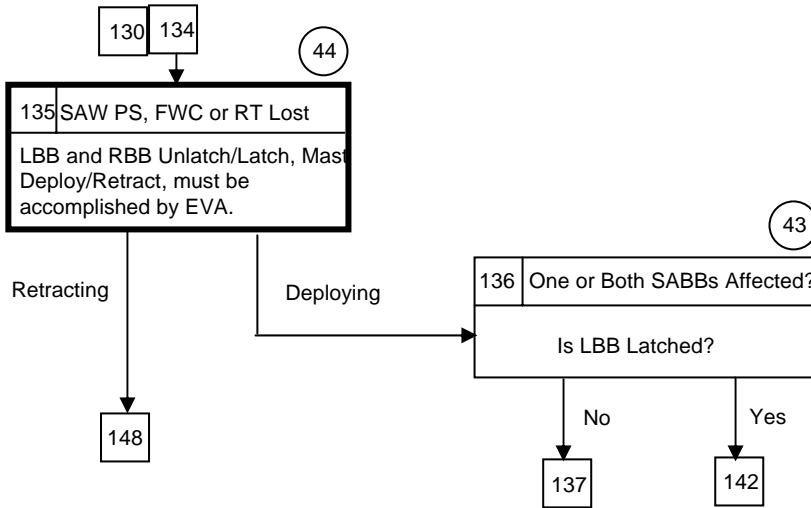 130 134
44
135 SAW PS, FWC or RT Lost
LBB and RBB Unlatch/Latch, Mast
Deploy/Retract, must be
accomplished by EVA.
43
Retracting
Deploying
136 One or Both SABBs Affected?
Is LBB Latched?
148
No
Yes
137
142